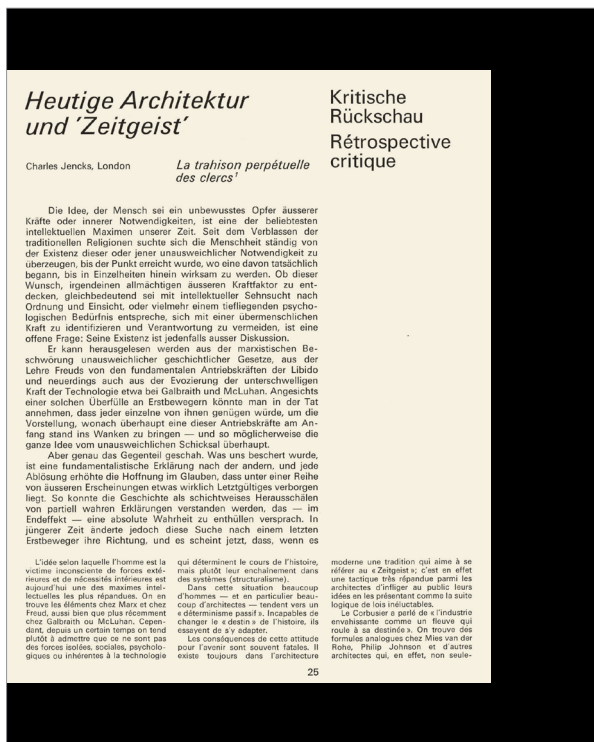 Heutige Architektur
und 'Zeitgeist'
Charles Jencks, London
La trahison perpétuelle
des clercs¹
Kritische
Rückschau
Rétrospective
critique
Die Idee, der Mensch sei ein unbewusstes Opfer äusserer
Kräfte oder innerer Notwendigkeiten, ist eine der beliebtesten
intellektuellen Maximen unserer Zeit. Seit dem Verblassen der
traditionellen Religionen suchte sich die Menschheit ständig von
der Existenz dieser oder jener unausweichlicher Notwendigkeit zu
überzeugen, bis der Punkt erreicht wurde, wo eine davon tatsächlich
begann, bis in Einzelheiten hinein wirksam zu werden. Ob dieser
Wunsch, irgendeinen allmächtigen äusseren Kraftfaktor zu ent-
decken, gleichbedeutend sei mit intellektueller Sehnsucht nach
Ordnung und Einsicht, oder vielmehr einem tiefliegenden psycho-
logischen Bedürfnis entspreche, sich mit einer übermenschlichen
Kraft zu identifizieren und Verantwortung zu vermeiden, ist eine
offene Frage: Seine Existenz ist jedenfalls ausser Diskussion.
Er kann herausgelesen werden aus der marxistischen Be-
schwörung unausweichlicher geschichtlicher Gesetze, aus der
Lehre Freuds von den fundamentalen Antriebskräften der Libido
und neuerdings auch aus der Evozierung der unterschwelligen
Kraft der Technologie etwa bei Galbraith und McLuhan. Angesichts
einer solchen Überfülle an Erstbewegern könnte man in der Tat
annehmen, dass jeder einzelne von ihnen genügen würde, um die
Vorstellung, wonach überhaupt eine dieser Antriebskräfte am An-
fang stand ins Wanken zu bringen — und so möglicherweise die
ganze Idee vom unausweichlichen Schicksal überhaupt.
Aber genau das Gegenteil geschah. Was uns beschert wurde,
ist eine fundamentalistische Erklärung nach der andern, und jede
Ablösung erhöhte die Hoffnung im Glauben, dass unter einer Reihe
von äusseren Erscheinungen etwas wirklich Letztgültiges verborgen
liegt. So konnte die Geschichte als schichtweises Herausschälen
von partiell wahren Erklärungen verstanden werden, das — im
Endeffekt — eine absolute Wahrheit zu enthüllen versprach. In
jüngerer Zeit änderte jedoch diese Suche nach einem letzten
Erstbeweger ihre Richtung, und es scheint jetzt, dass, wenn es
L'idée selon laquelle l'homme est la
victime inconsciente de forces exté-
rieures et de nécessités intérieures est
aujourd'hui une des maximes intel-
lectuelles les plus répandues. On en
trouve les éléments chez Marx et chez
Freud, aussi bien que plus récemment
chez Galbraith ou McLuhan. Cepen-
dant, depuis un certain temps on tend
plutôt à admettre que ce ne sont pas
des forces isolées, sociales, psycholo-
giques ou inhérentes à la technologie
qui déterminent le cours de l'histoire,
mais plutôt leur enchaînement dans
des systèmes (structuralisme).
Dans cette situation beaucoup
d'hommes — et en particulier beau-
coup d'architectes — tendent vers un
« déterminisme passif ». Incapables de
changer le « destin » de l'histoire, ils
essayent de s'y adapter.
Les conséquences de cette attitude
pour l'avenir sont souvent fatales. Il
existe toujours dans l'architecture
moderne une tradition qui aime à se
référer au « Zeitgeist »; c'est en effet
une tactique très répandue parmi les
architectes d'infliger au public leurs
idées en les présentant comme la suite
logique de lois inéluctables.
Le Corbusier a parlé de « l'industrie
envahissante comme un fleuve qui
roule à sa destinée ». On trouve des
formules analogues chez Mies van der
Rohe, Philip Johnson et d'autres
architectes qui, en effet, non seule-
25